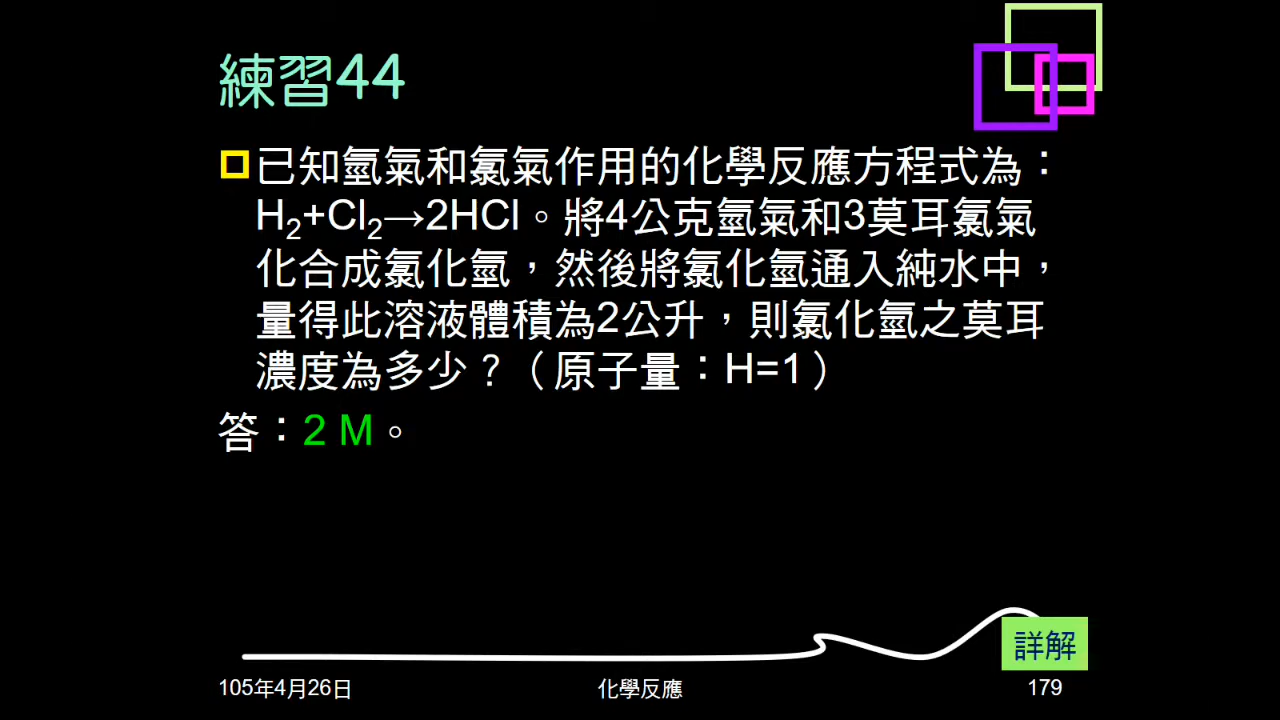 練習44
已知氫氣和氯氣作用的化學反應方程式為：
H₂+Cl₂→2HCl。將4公克氫氣和3莫耳氯氣
化合成氯化氫，然後將氯化氫通入純水中，
量得此溶液體積為2公升，則氯化氫之莫耳
濃度為多少？（原子量：H=1）
答：2 M。
詳解
105年4月26日
化學反應
179